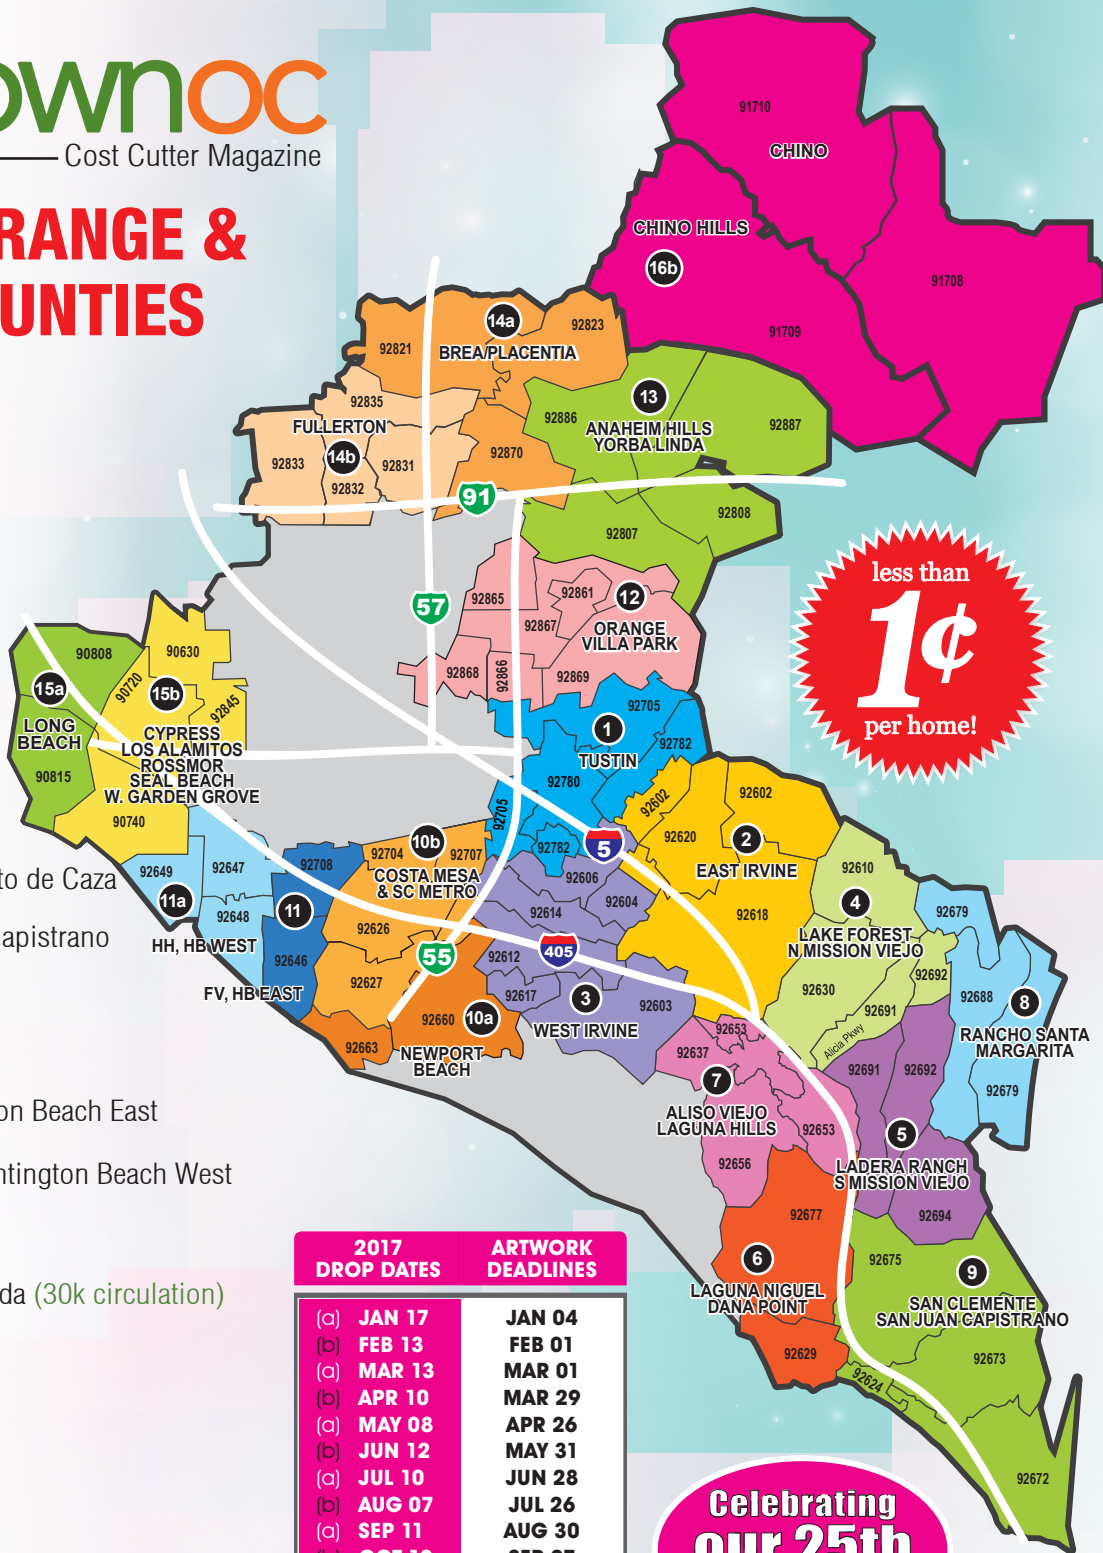 ownoc
Cost Cutter Magazine
RANGE &
UNTIES
91710
CHINO
CHINO HILLS
16b
91708
91709
14a
92823
92821
BREA/PLACENTIA
92835
FULLERTON
92833
14b
92831
92832
92870
13
92886
ANAHEIM HILLS
YORBA LINDA
92887
91
92808
92807
less than
1¢
per home!
57
92865
92861
12
92867
ORANGE
VILLA PARK
92868
92866
92869
90808
90630
15a
90720
15b
92845
LONG
BEACH
CYPRESS
LOS ALAMITOS
ROSSMOR
SEAL BEACH
W. GARDEN GROVE
90815
90740
92705
1
TUSTIN
92782
92780
92705
92782
5
92602
92602
92620
2
EAST IRVINE
92618
92649
92647
92708
92704
10b
92707
COSTA MESA
& SC METRO
92606
92604
92614
11a
92648
11
HH, HB WEST
92646
FV, HB EAST
92626
92627
55
405
92612
92617
3
92603
WEST IRVINE
92660
10a
92663
NEWPORT
BEACH
92610
4
LAKE FOREST
N MISSION VIEJO
92630
92692
92691
Alicia Pkwy
92679
92688
8
RANCHO SANTA
MARGARITA
92679
92653
92637
7
ALISO VIEJO
LAGUNA HILLS
92653
92656
92691
92692
5
LADERA RANCH
S MISSION VIEJO
92694
92677
6
LAGUNA NIGUEL
DANA POINT
92629
92675
9
SAN CLEMENTE
SAN JUAN CAPISTRANO
92673
92624
92672
to de Caza
apistrano
on Beach East
ntington Beach West
da (30k circulation)
2017
DROP DATES
ARTWORK
DEADLINES
(a) JAN 17 JAN 04
(b) FEB 13 FEB 01
(a) MAR 13 MAR 01
(b) APR 10 MAR 29
(a) MAY 08 APR 26
(b) JUN 12 MAY 31
(a) JUL 10 JUN 28
(b) AUG 07 JUL 26
(a) SEP 11 AUG 30
Celebrating
our 25th